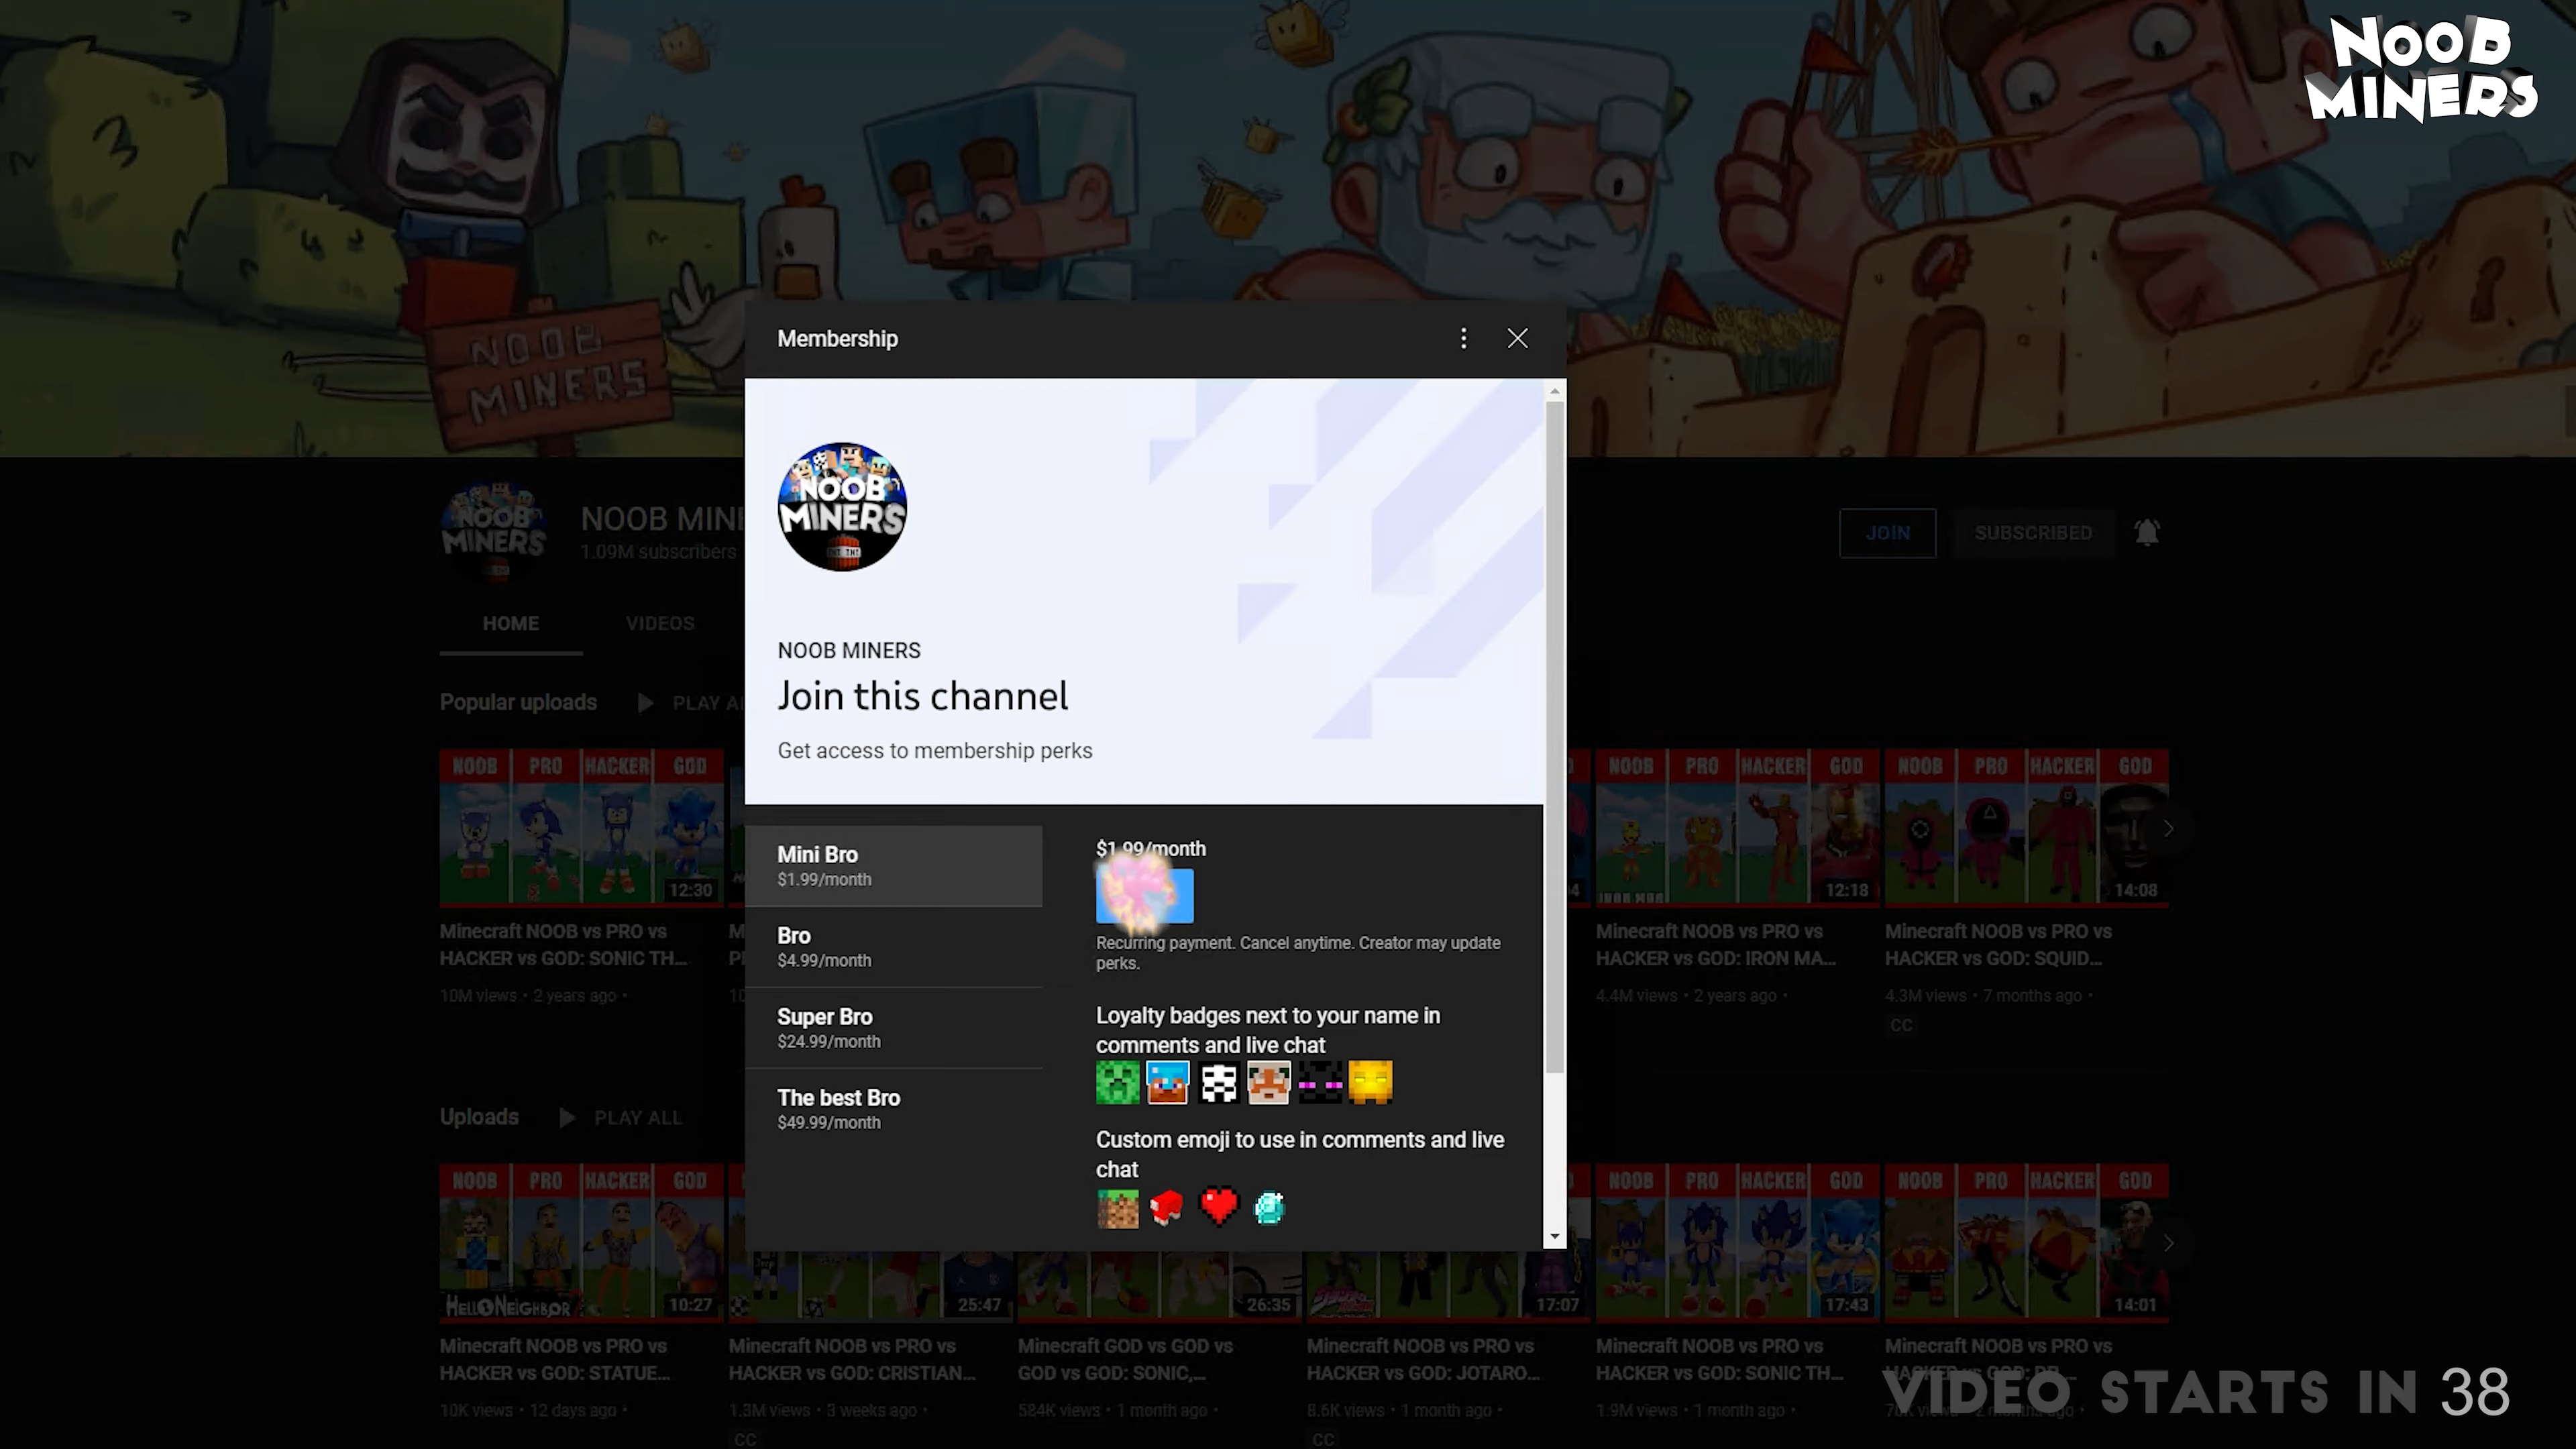 NOOB
MINERS
NOOB
MINERS
Membership
NOOB
MINERS
NOOB MINERS
Join this channel
Get access to membership perks
NOOB
MINERS
1.09M subscribers
JOIN
SUBSCRIBED
HOME
VIDEOS
Popular uploads
PLAY
Mini Bro
$1.99/month
Bro
$4.99/month
Super Bro
$24.99/month
The best Bro
$49.99/month
$1.99/month
Recurring payment. Cancel anytime. Creator may update
perks.
Loyalty badges next to your name in
comments and live chat
Custom emoji to use in comments and live
chat
NOOB PRO HACKER GOD
12:30
Minecraft NOOB vs PRO vs
HACKER vs GOD: SONIC TH...
10M views • 2 years ago •
NOOB PRO HACKER GOD
IRON MAN
12:18
Minecraft NOOB vs PRO vs
HACKER vs GOD: IRON MA...
4.4M views • 2 years ago •
NOOB PRO HACKER GOD
14:08
Minecraft NOOB vs PRO vs
HACKER vs GOD: SQUID...
4.3M views • 7 months ago •
CC
Uploads
PLAY ALL
NOOB PRO HACKER GOD
HELLO NEIGHBOR
10:27
Minecraft NOOB vs PRO vs
HACKER vs GOD: STATUE...
10K views • 12 days ago •
25:47
Minecraft NOOB vs PRO vs
HACKER vs GOD: CRISTIAN...
1.3M views • 3 weeks ago •
CC
26:35
Minecraft GOD vs GOD vs
GOD vs GOD: SONIC,...
584K views • 1 month ago •
17:07
Minecraft NOOB vs PRO vs
HACKER vs GOD: JOTARO...
8.6K views • 1 month ago •
CC
NOOB PRO HACKER GOD
17:43
Minecraft NOOB vs PRO vs
HACKER vs GOD: SONIC TH...
1.9M views • 1 month ago •
NOOB PRO HACKER GOD
14:01
Minecraft NOOB vs PRO vs
HACKER vs GOD:
VIDEO STARTS IN 38